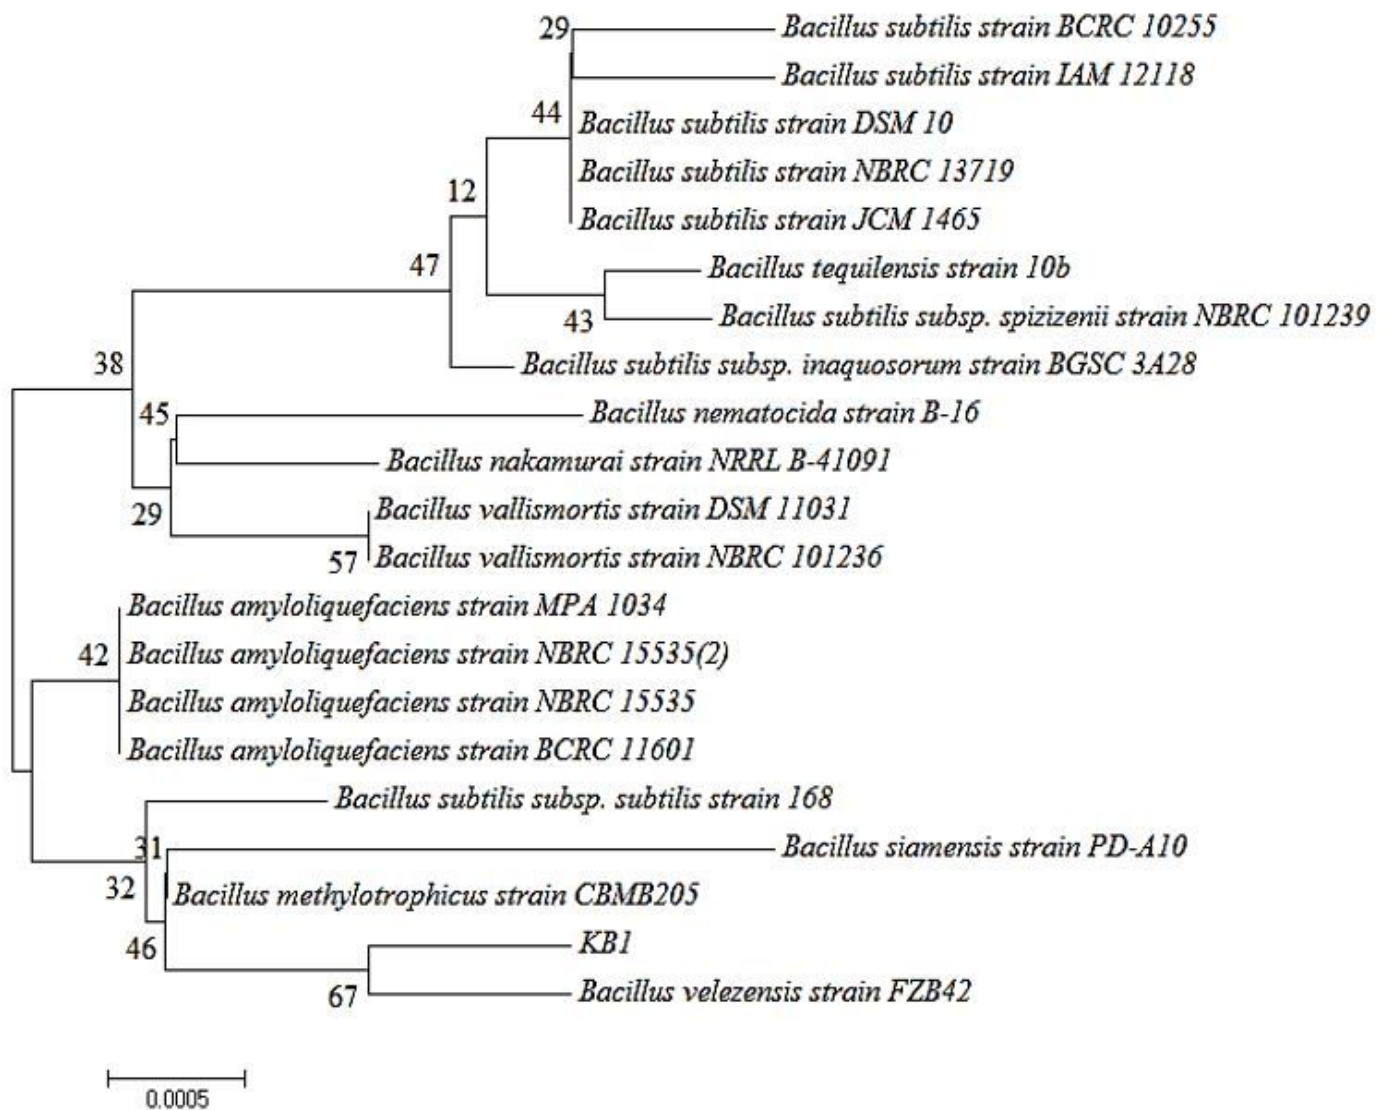 29 Bacillus subtilis strain BCRC 10255
Bacillus subtilis strain IAM 12118
44 Bacillus subtilis strain DSM 10
Bacillus subtilis strain NBRC 13719
12
Bacillus subtilis strain JCM 1465
47 Bacillus tequilensis strain 10b
43 Bacillus subtilis subsp. spizizenii strain NBRC 101239
38 Bacillus subtilis subsp. inaquosorum strain BGSC 3A28
45 Bacillus nematocida strain B-16
Bacillus nakamurai strain NRRL B-41091
29 Bacillus vallismortis strain DSM 11031
57 Bacillus vallismortis strain NBRC 101236
Bacillus amyloliquefaciens strain MPA 1034
42 Bacillus amyloliquefaciens strain NBRC 15535(2)
Bacillus amyloliquefaciens strain NBRC 15535
Bacillus amyloliquefaciens strain BCRC 11601
Bacillus subtilis subsp. subtilis strain 168
31 Bacillus siamensis strain PD-A10
32 Bacillus methylotrophicus strain CBMB205
46 KB1
67 Bacillus velezensis strain FZB42
0.0005